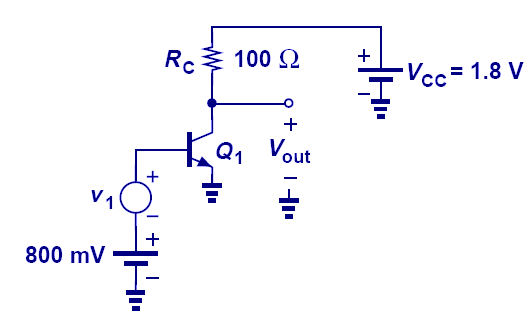 R_C 100 Ω
+
V_CC = 1.8 V
−
Q_1
+
V_out
−
v_1
+
−
800 mV
+
−